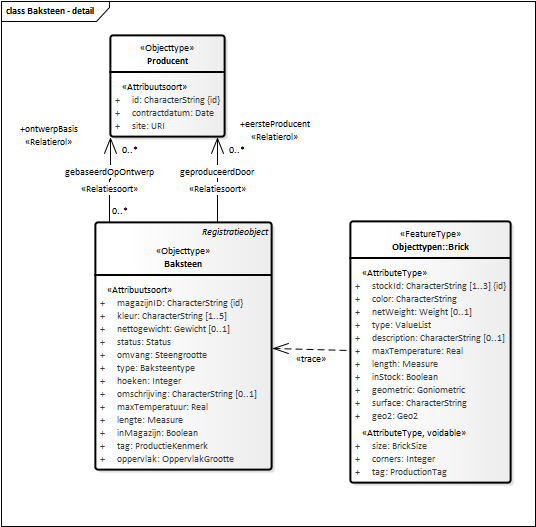 class Baksteen - detail
«Objecttype»
Producent
«Attribuutsoort»
+ id: CharacterString {id}
+ contractdatum: Date
+ site: URI
+ontwerpBasis
«Relatierol»
0..*
+eersteProducent
«Relatierol»
0..*
gebaseerdOpOntwerp
«Relatiesoort»
0..*
geproduceerdDoor
«Relatiesoort»
Registratieobject
«Objecttype»
Baksteen
«Attribuutsoort»
+ magazijnID: CharacterString {id}
+ kleur: CharacterString [1..5]
+ nettogewicht: Gewicht [0..1]
+ status: Status
+ omvang: Steengrootte
+ type: Baksteentype
+ hoeken: Integer
+ omschrijving: CharacterString [0..1]
+ maxTemperatuur: Real
+ lengte: Measure
+ inMagazijn: Boolean
+ tag: ProductieKenmerk
+ oppervlak: OppervlakGrootte
«trace»
«FeatureType»
Objecttypen::Brick
«AttributeType»
+ stockId: CharacterString [1..3] {id}
+ color: CharacterString
+ netWeight: Weight [0..1]
+ type: ValueList
+ description: CharacterString [0..1]
+ maxTemperature: Real
+ length: Measure
+ inStock: Boolean
+ geometric: Goniometric
+ surface: CharacterString
+ geo2: Geo2
«AttributeType, voidable»
+ size: BrickSize
+ corners: Integer
+ tag: ProductionTag